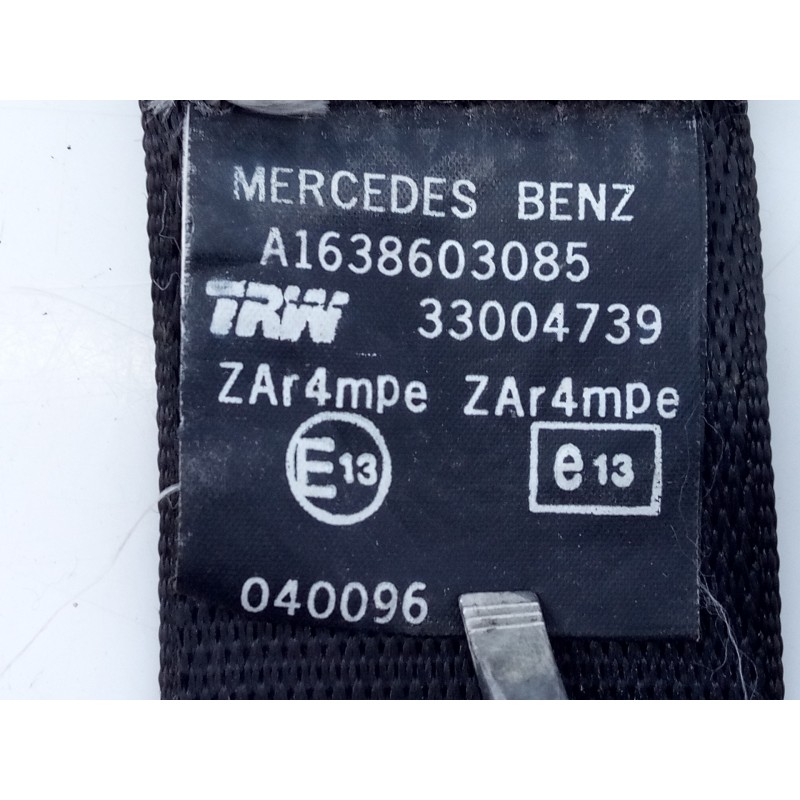 MERCEDES BENZ
A1638603085
TRW 33004739
ZAr4mpe ZAr4mpe
E13 e13
040096